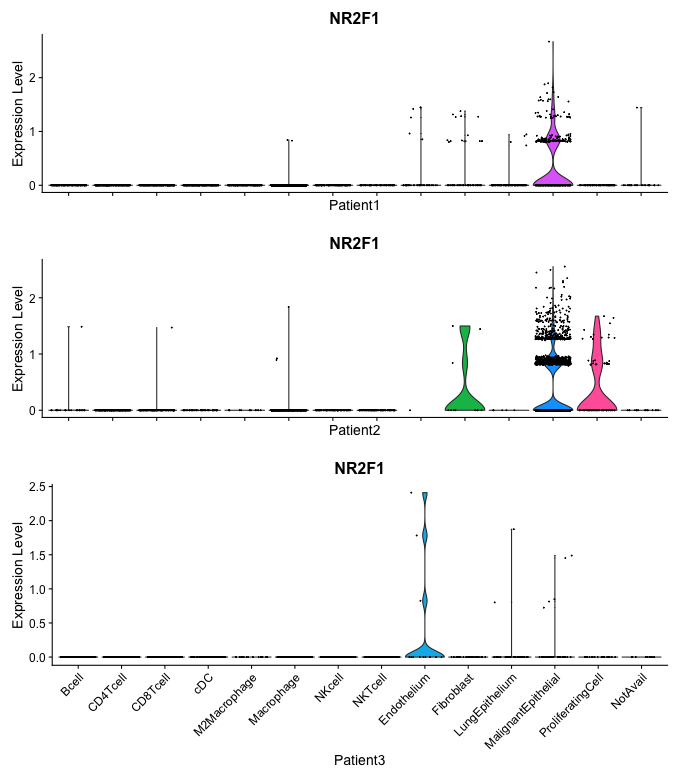 NR2F1
Expression Level
2
1
0
Patient1
NR2F1
Expression Level
2
1
0
Patient2
NR2F1
Expression Level
2.5
2.0
1.5
1.0
0.5
0.0
Bcell
CD4Tcell
CD8Tcell
cDC
M2Macrophage
Macrophage
NKcell
NKTcell
Endothelium
Fibroblast
LungEpithelium
MalignantEpithelial
ProliferatingCell
NotAvail
Patient3